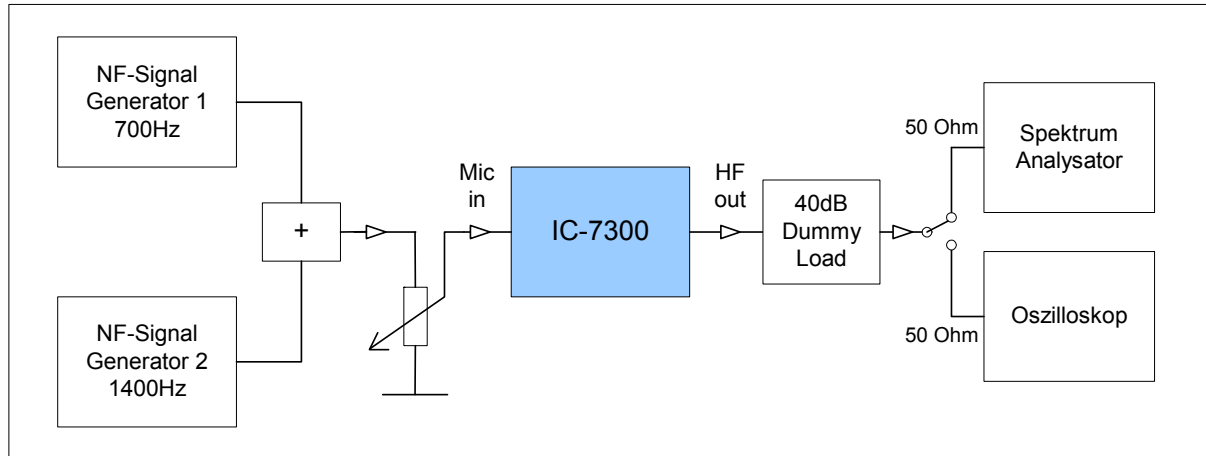 NF-Signal
Generator 1
700Hz
+
NF-Signal
Generator 2
1400Hz
Mic
in
IC-7300
HF
out
40dB
Dummy
Load
50 Ohm
Spektrum
Analysator
50 Ohm
Oszilloskop